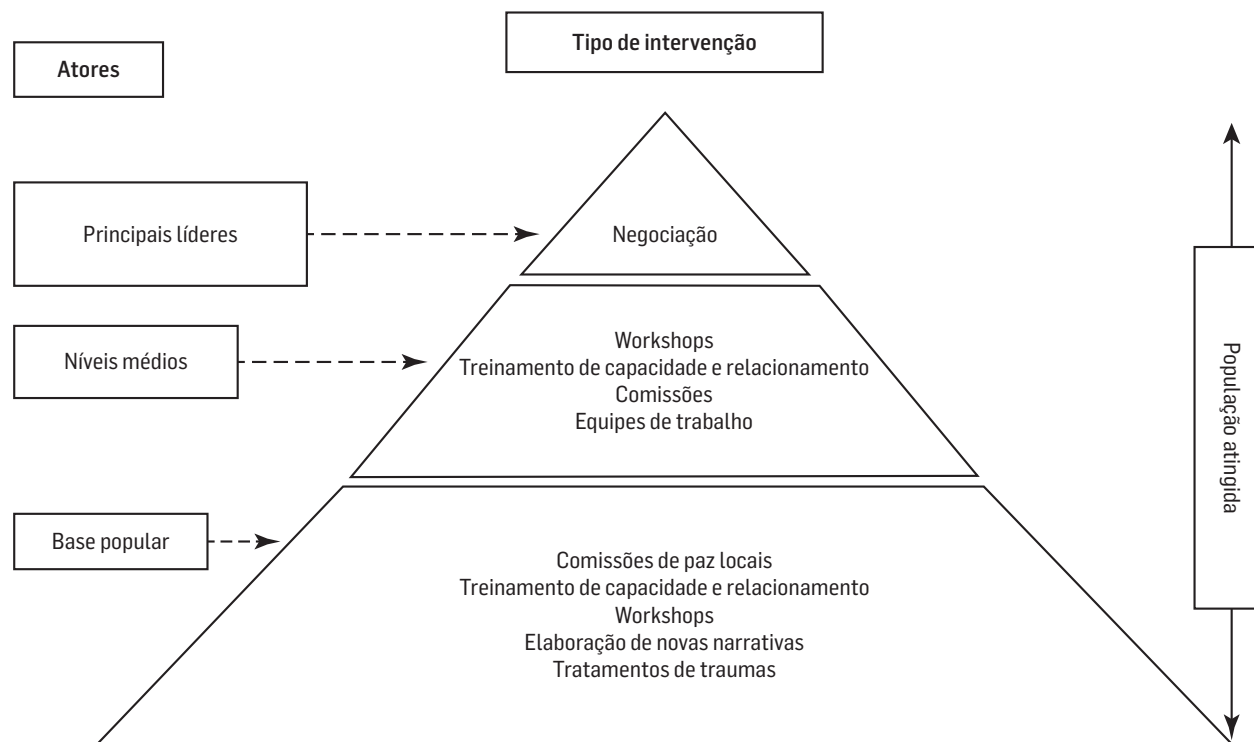 Tipo de intervenção
Atores
Principais líderes
Negociação
Níveis médios
Workshops
Treinamento de capacidade e relacionamento
Comissões
Equipes de trabalho
População atingida
Base popular
Comissões de paz locais
Treinamento de capacidade e relacionamento
Workshops
Elaboração de novas narrativas
Tratamentos de traumas